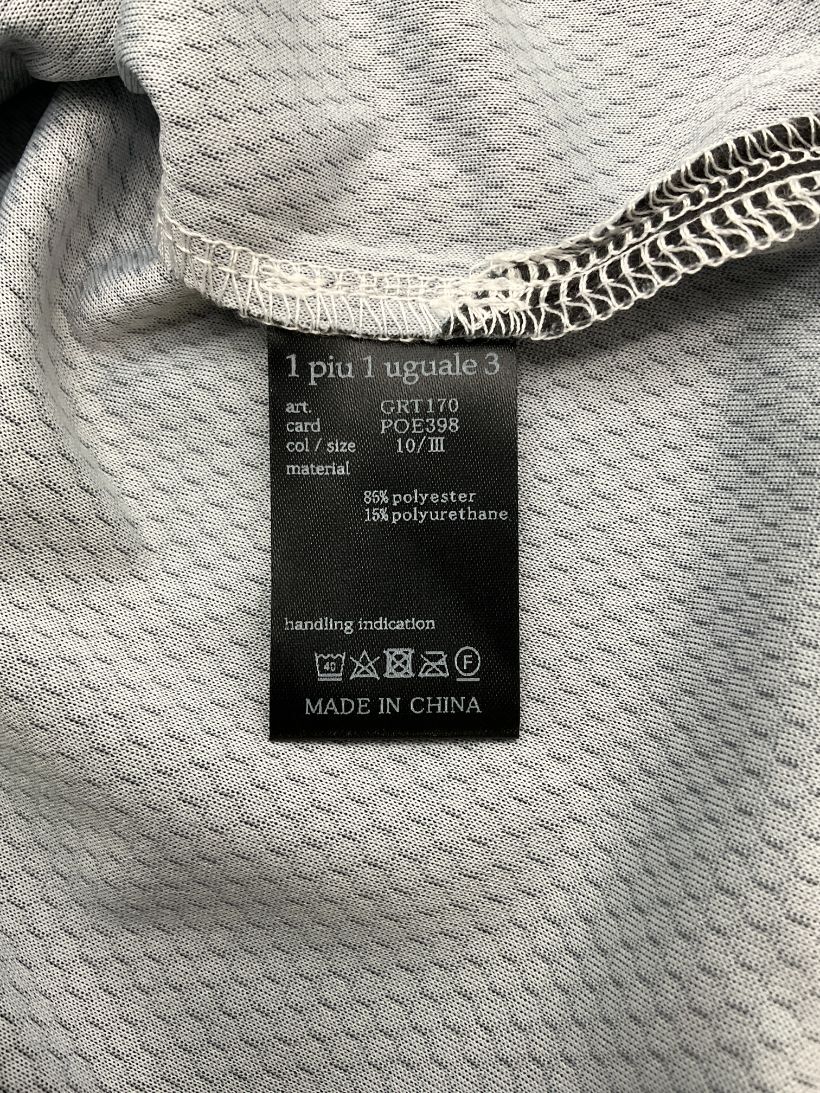 1 piu 1 uguale 3
art. GRT170
card POE398
col / size 10/III
material
85% polyester
15% polyurethane
handling indication
40 F
MADE IN CHINA